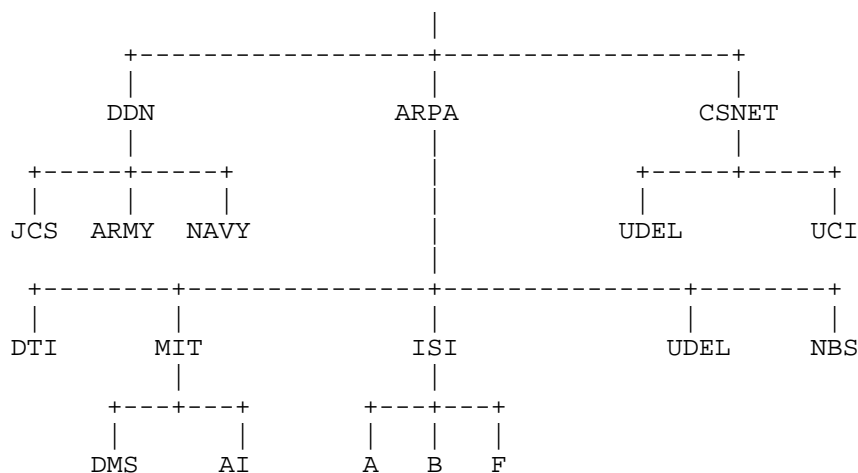 DDN ARPA CSNET
JCS ARMY NAVY UDEL UCI
DTI MIT ISI UDEL NBS
DMS AI A B F